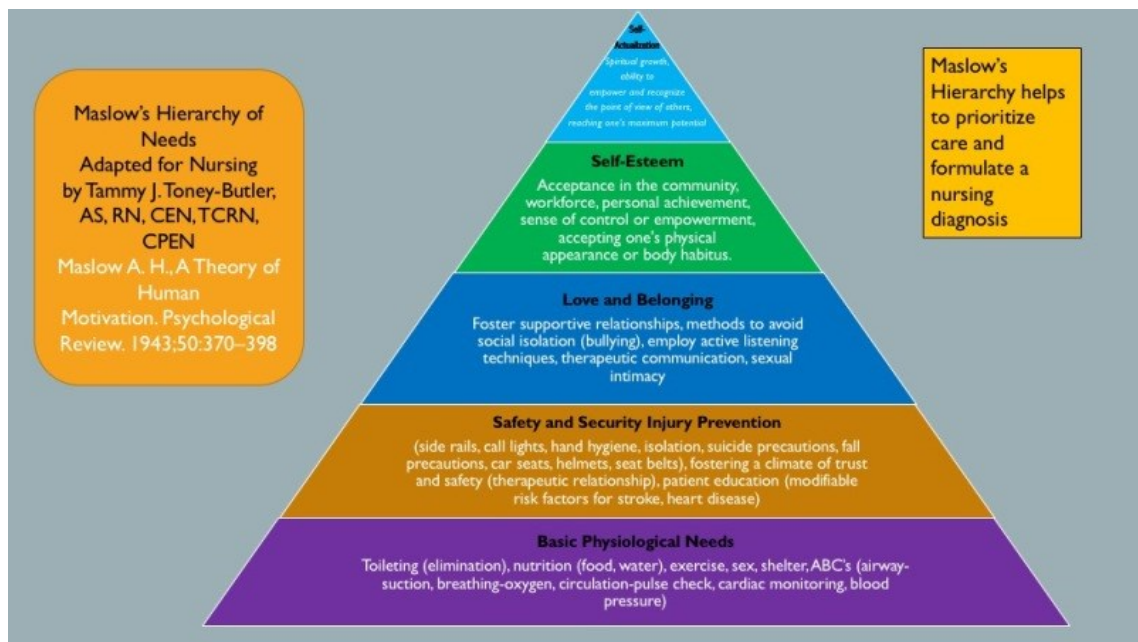 Maslow's Hierarchy of
Needs
Adapted for Nursing
by Tammy J. Toney-Butler,
AS, RN, CEN, TCRN,
CPEN
Maslow A. H., A Theory of
Human
Motivation. Psychological
Review. 1943;50:370–398
Self-
Actualization
Spiritual growth,
ability to
empower and recognize
the point of view of others,
reaching one's maximum potential
Self-Esteem
Acceptance in the community,
workforce, personal achievement,
sense of control or empowerment,
accepting one's physical
appearance or body habitus.
Love and Belonging
Foster supportive relationships, methods to avoid
social isolation (bullying), employ active listening
techniques, therapeutic communication, sexual
intimacy
Safety and Security Injury Prevention
(side rails, call lights, hand hygiene, isolation, suicide precautions, fall
precautions, car seats, helmets, seat belts), fostering a climate of trust
and safety (therapeutic relationship), patient education (modifiable
risk factors for stroke, heart disease)
Basic Physiological Needs
Toileting (elimination), nutrition (food, water), exercise, sex, shelter, ABC's (airway-
suction, breathing-oxygen, circulation-pulse check, cardiac monitoring, blood
pressure)
Maslow's
Hierarchy helps
to prioritize
care and
formulate a
nursing
diagnosis